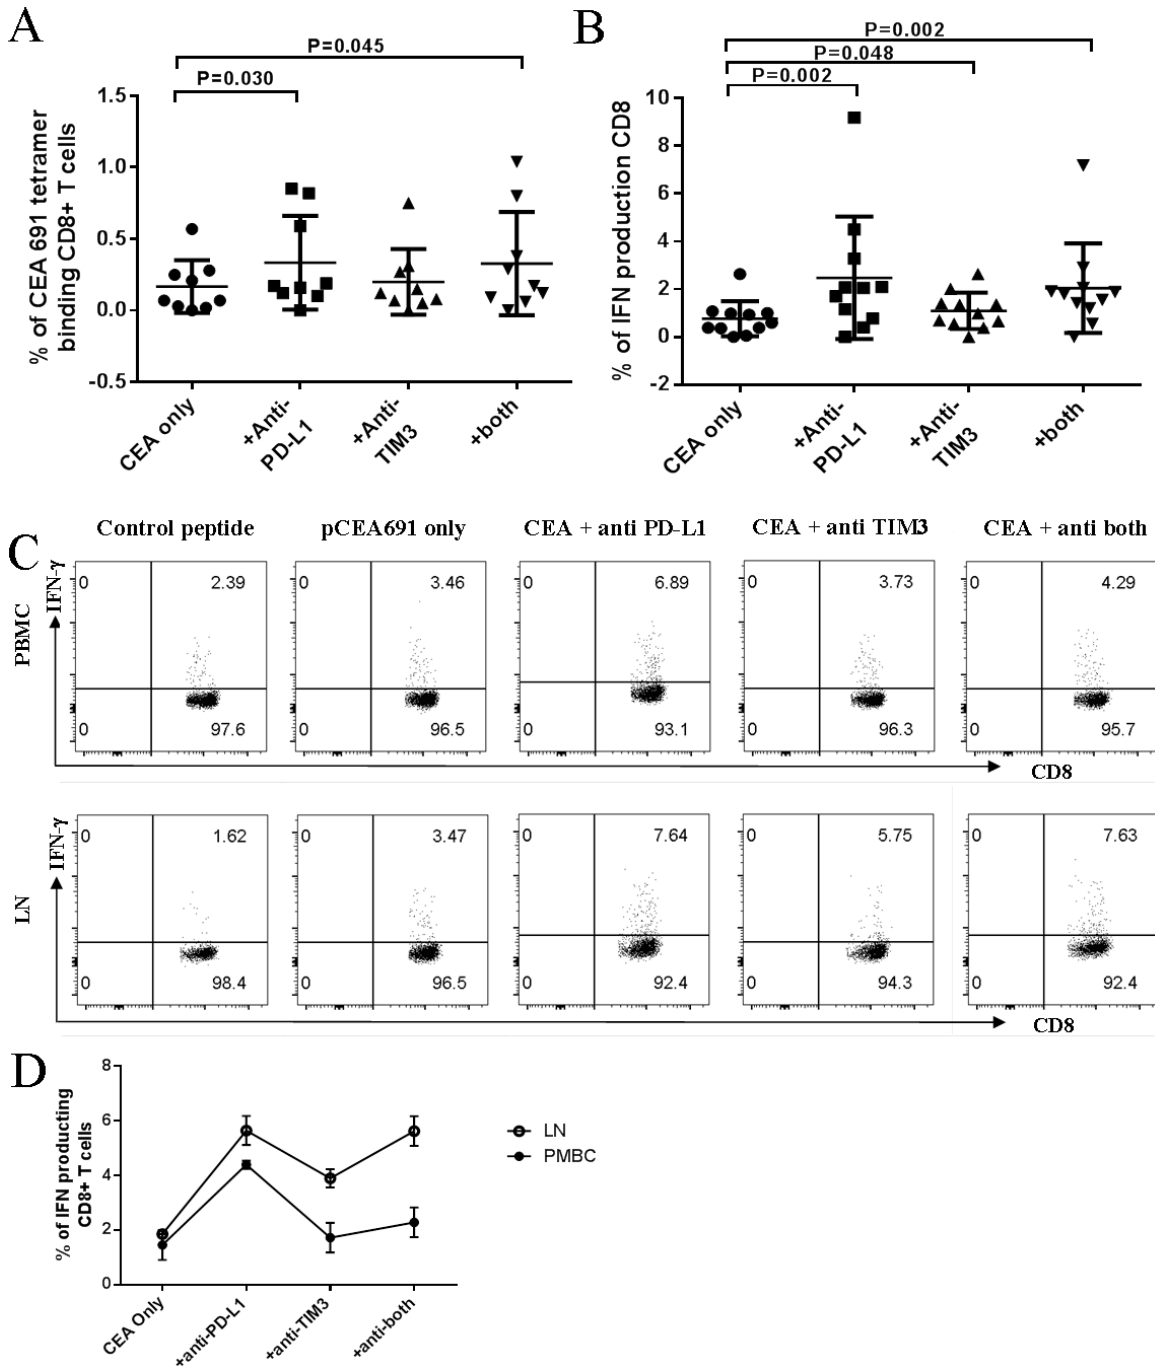 A
P=0.045
P=0.030
% of CEA 691 tetramer
binding CD8+ T cells
1.5
1.0
0.5
0.0
-0.5
CEA only
+Anti-
PD-L1
+Anti-
TIM3
+both
B
P=0.002
P=0.048
P=0.002
% of IFN production CD8
10
8
6
4
2
0
-2
CEA only
+Anti-
PD-L1
+Anti-
TIM3
+both
C
Control peptide
pCEA691 only
CEA + anti PD-L1
CEA + anti TIM3
CEA + anti both
PBMC
IFN-γ
0
2.39
0
97.6
0
3.46
0
96.5
0
6.89
0
93.1
0
3.73
0
96.3
0
4.29
0
95.7
CD8
LN
IFN-γ
0
1.62
0
98.4
0
3.47
0
96.5
0
7.64
0
92.4
0
5.75
0
94.3
0
7.63
0
92.4
CD8
D
% of IFN producting
CD8+ T cells
8
6
4
2
0
CEA Only
+anti-PD-L1
+anti-TIM3
+anti-both
LN
PMBC